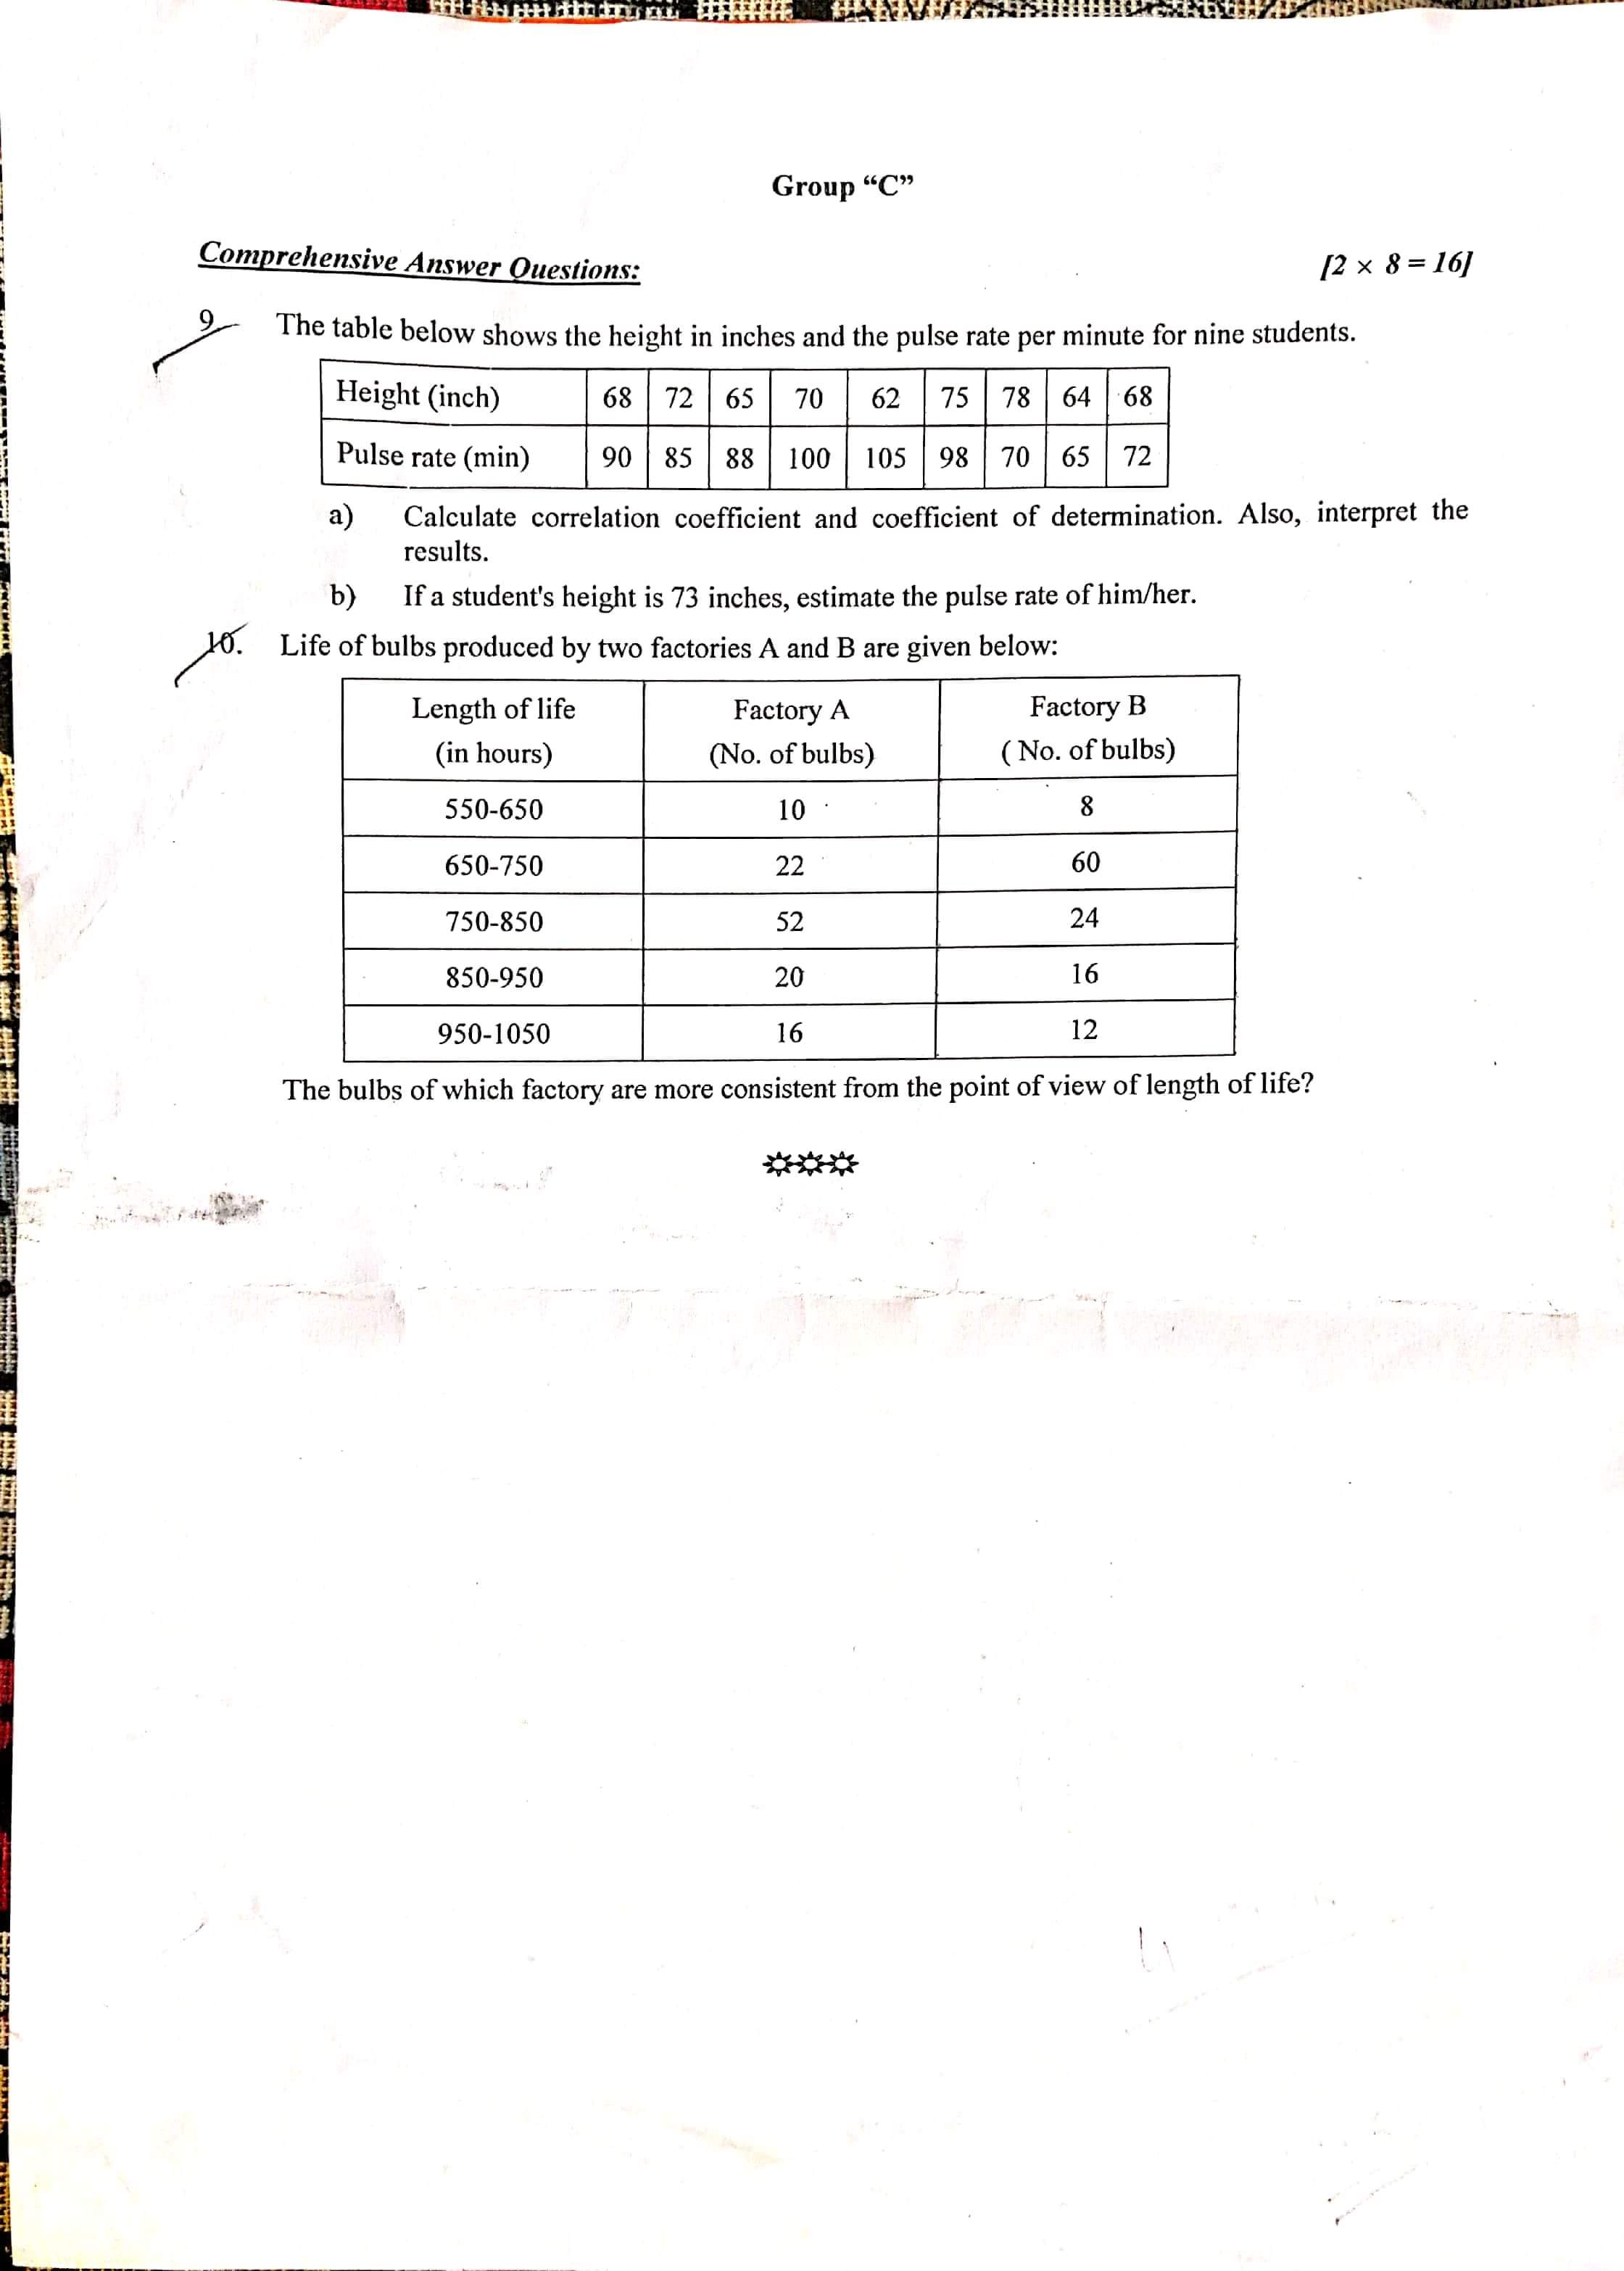 Group “C”
Comprehensive Answer Questions: [2 × 8 = 16]
9. The table below shows the height in inches and the pulse rate per minute for nine students.
Height (inch) 68 72 65 70 62 75 78 64 68
Pulse rate (min) 90 85 88 100 105 98 70 65 72
a) Calculate correlation coefficient and coefficient of determination. Also, interpret the
results.
b) If a student's height is 73 inches, estimate the pulse rate of him/her.
10. Life of bulbs produced by two factories A and B are given below:
Length of life Factory A Factory B
(in hours) (No. of bulbs) ( No. of bulbs)
550-650 10 8
650-750 22 60
750-850 52 24
850-950 20 16
950-1050 16 12
The bulbs of which factory are more consistent from the point of view of length of life?